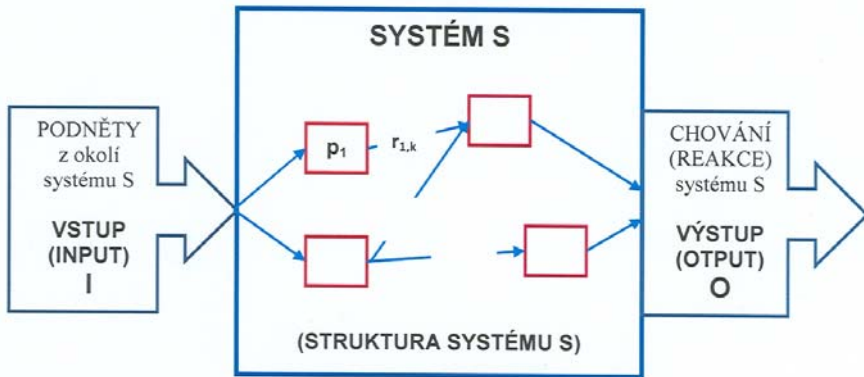 SYSTÉM S
PODNĚTY
z okolí
systému S
VSTUP
(INPUT)
I
p₁
r₁,ₖ
(STRUKTURA SYSTÉMU S)
CHOVÁNÍ
(REAKCE)
systému S
VÝSTUP
(OTPUT)
O